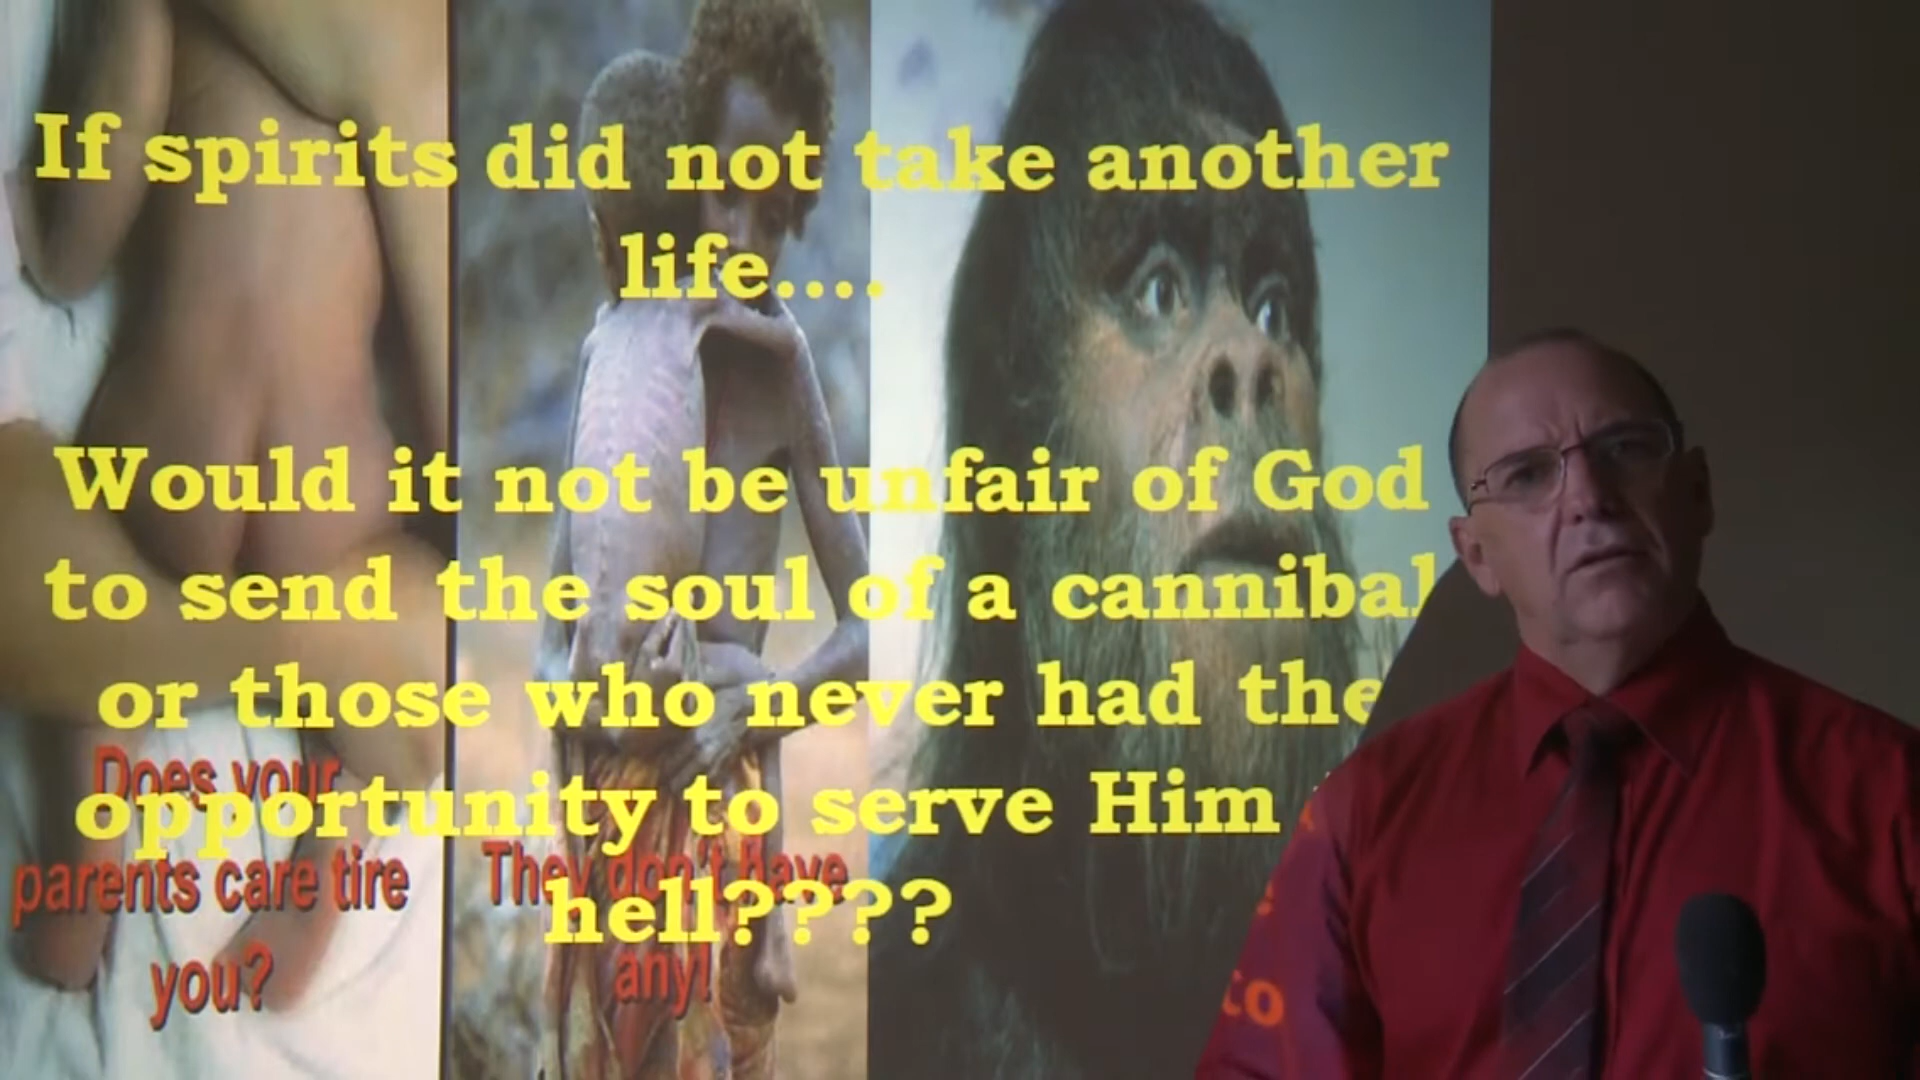 If spirits did not take another
life....
Would it not be unfair of God
to send the soul of a cannibal
or those who never had the
opportunity to serve Him
hell????
Does your
parents care tire
you?
They don't have
any!
to